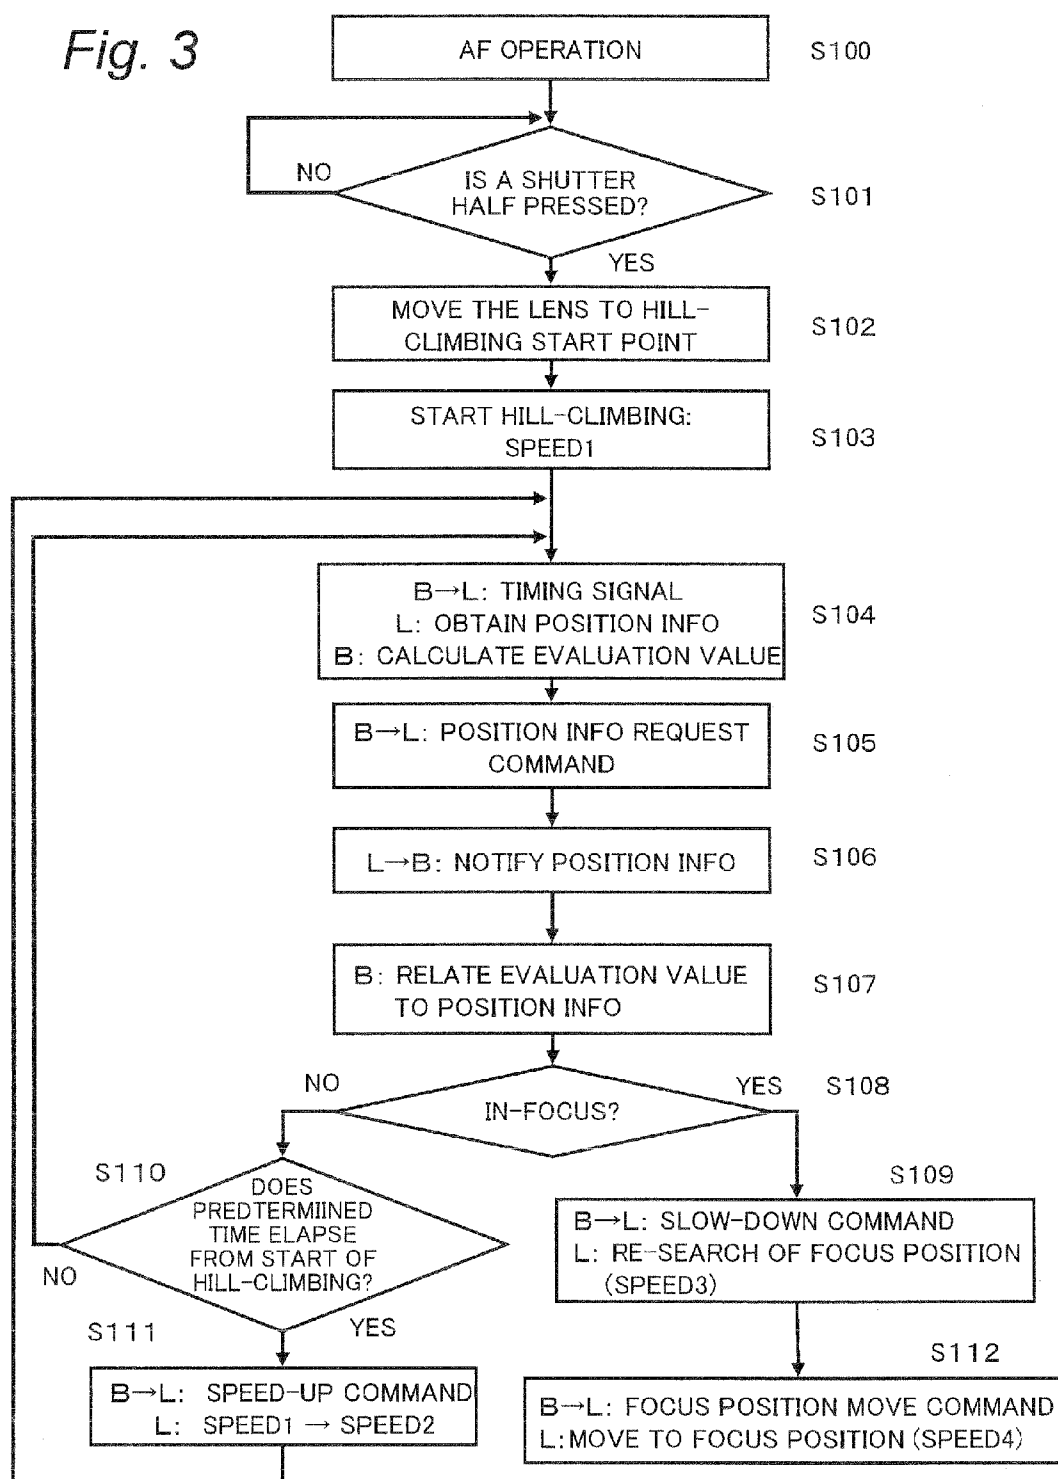 Fig. 3
AF OPERATION
S100
NO
IS A SHUTTER
HALF PRESSED?
S101
YES
MOVE THE LENS TO HILL-
CLIMBING START POINT
S102
START HILL-CLIMBING:
SPEED1
S103
B→L: TIMING SIGNAL
L: OBTAIN POSITION INFO
B: CALCULATE EVALUATION VALUE
S104
B→L: POSITION INFO REQUEST
COMMAND
S105
L→B: NOTIFY POSITION INFO
S106
B: RELATE EVALUATION VALUE
TO POSITION INFO
S107
NO
IN-FOCUS?
YES
S108
S110
DOES
PREDTERMIINED
TIME ELAPSE
FROM START OF
HILL-CLIMBING?
NO
YES
S109
B→L: SLOW-DOWN COMMAND
L: RE-SEARCH OF FOCUS POSITION
(SPEED3)
S111
B→L: SPEED-UP COMMAND
L: SPEED1 → SPEED2
S112
B→L: FOCUS POSITION MOVE COMMAND
L:MOVE TO FOCUS POSITION (SPEED4)